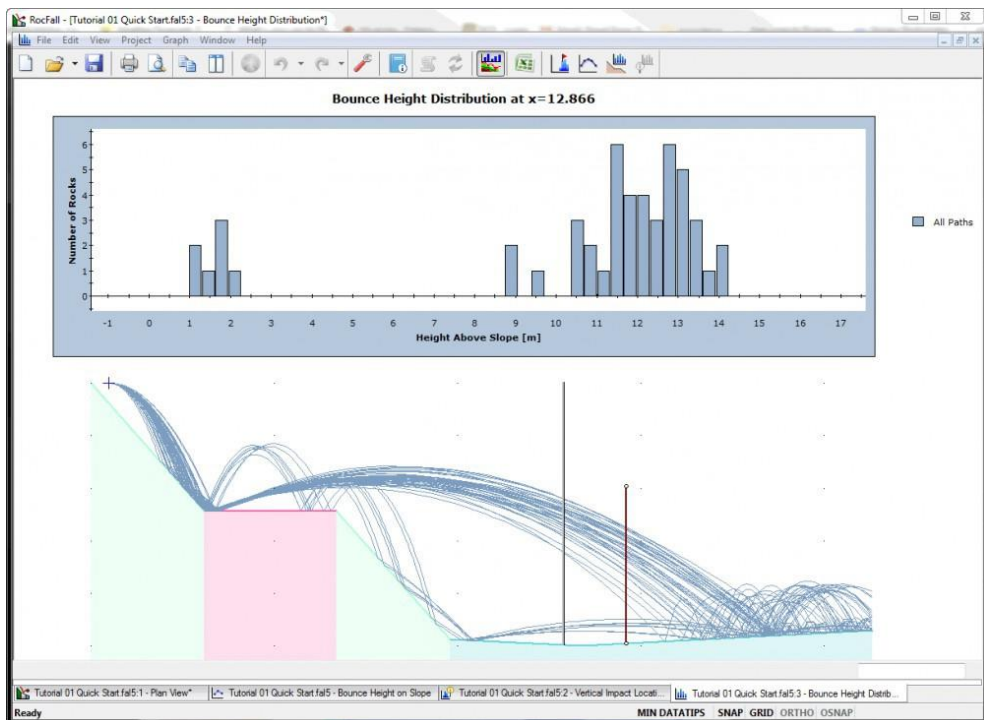 RocFall - [Tutorial 01 Quick Start.fal5:3 - Bounce Height Distribution*]
File Edit View Project Graph Window Help
Bounce Height Distribution at x=12.866
Number of Rocks
6
5
4
3
2
1
0
-1 0 1 2 3 4 5 6 7 8 9 10 11 12 13 14 15 16 17
Height Above Slope [m]
All Paths
Tutorial 01 Quick Start.fal5:1 - Plan View* Tutorial 01 Quick Start.fal5 - Bounce Height on Slope Tutorial 01 Quick Start.fal5:2 - Vertical Impact Locati... Tutorial 01 Quick Start.fal5:3 - Bounce Height Distrib...
Ready MIN DATATIPS SNAP GRID ORTHO OSNAP